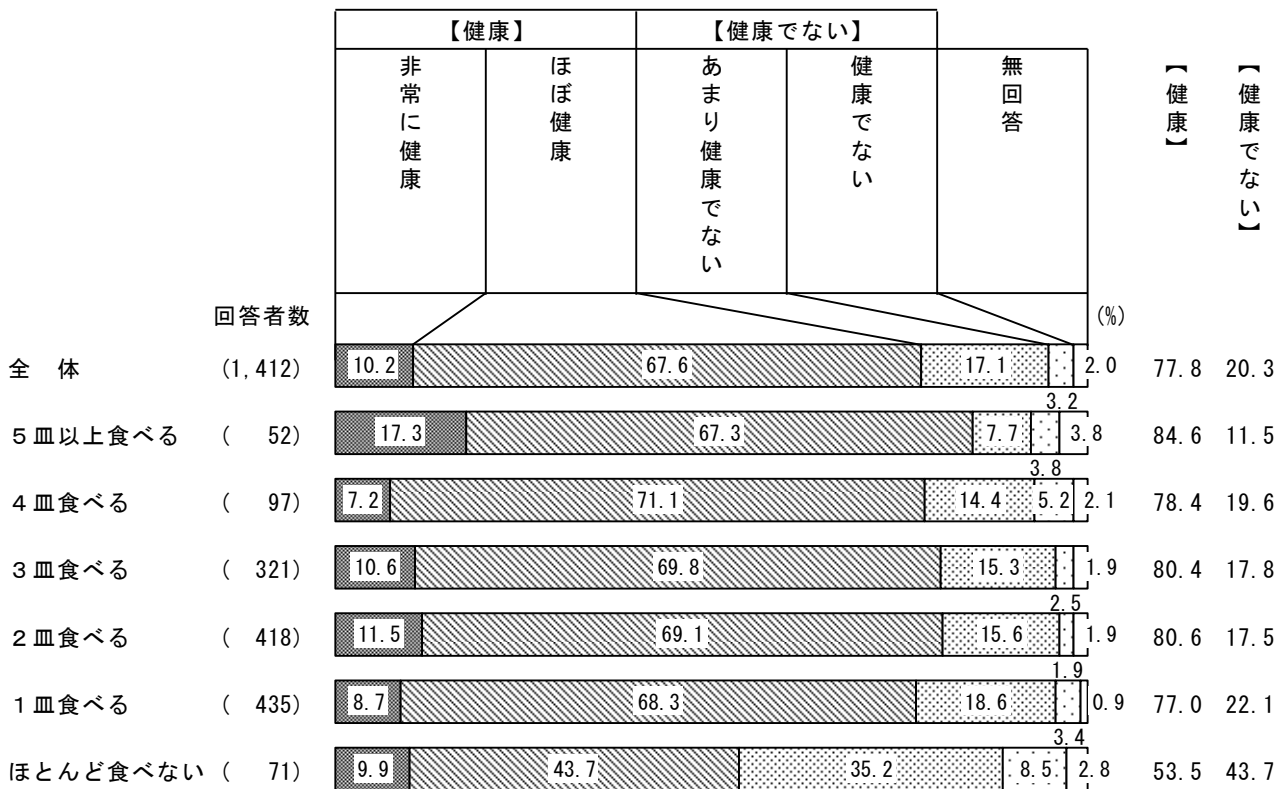 【健康】 【健康でない】
非常に健康 ほぼ健康 あまり健康でない 健康でない 無回答 【健康】 【健康でない】
回答者数 (%)
全 体 (1,412) 10.2 67.6 17.1 2.0 77.8 20.3
3.2
５皿以上食べる ( 52) 17.3 67.3 7.7 3.8 84.6 11.5
3.8
４皿食べる ( 97) 7.2 71.1 14.4 5.2 2.1 78.4 19.6
３皿食べる ( 321) 10.6 69.8 15.3 1.9 80.4 17.8
2.5
２皿食べる ( 418) 11.5 69.1 15.6 1.9 80.6 17.5
1.9
１皿食べる ( 435) 8.7 68.3 18.6 0.9 77.0 22.1
3.4
ほとんど食べない ( 71) 9.9 43.7 35.2 8.5 2.8 53.5 43.7